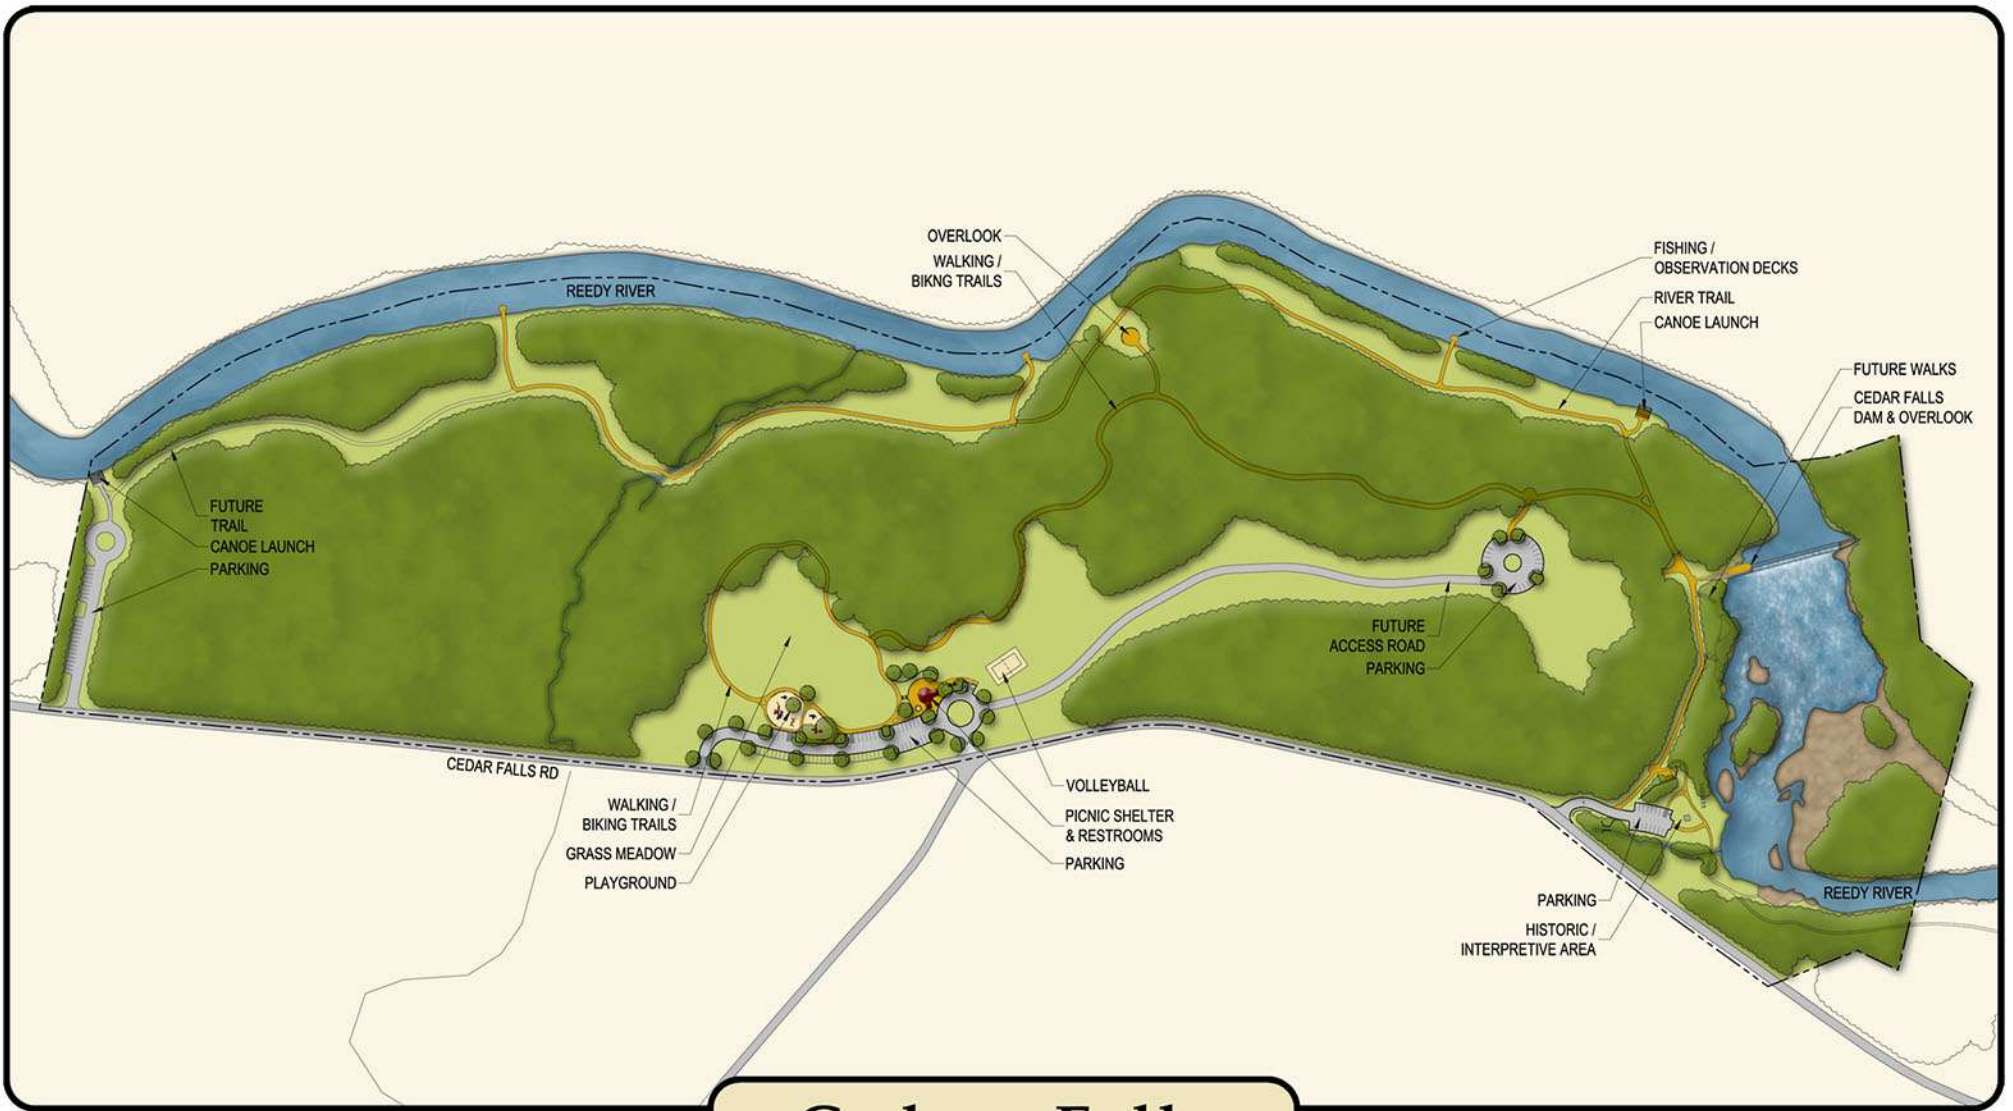 OVERLOOK
WALKING /
BIKNG TRAILS
REEDY RIVER
FISHING /
OBSERVATION DECKS
RIVER TRAIL
CANOE LAUNCH
FUTURE WALKS
CEDAR FALLS
DAM & OVERLOOK
FUTURE
TRAIL
CANOE LAUNCH
PARKING
FUTURE
ACCESS ROAD
PARKING
CEDAR FALLS RD
WALKING /
BIKING TRAILS
GRASS MEADOW
PLAYGROUND
VOLLEYBALL
PICNIC SHELTER
& RESTROOMS
PARKING
PARKING
HISTORIC /
INTERPRETIVE AREA
REEDY RIVER